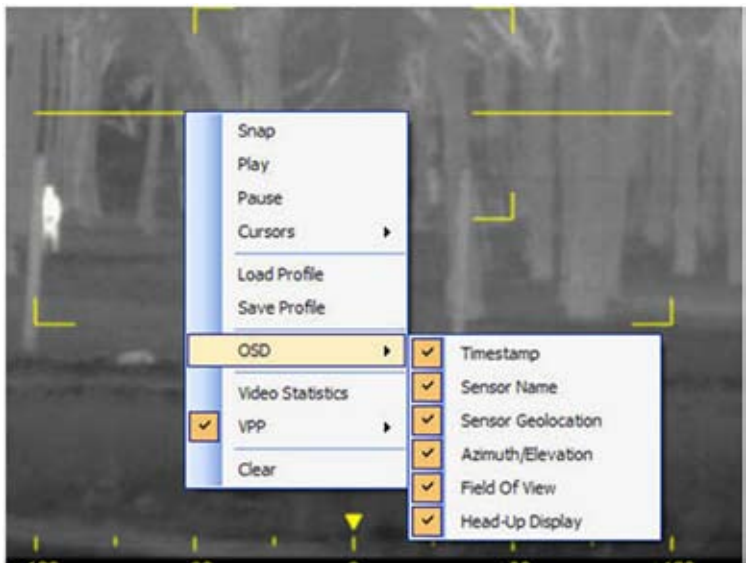 Snap
Play
Pause
Cursors
Load Profile
Save Profile
OSD
Video Statistics
VPP
Clear
Timestamp
Sensor Name
Sensor Geolocation
Azimuth/Elevation
Field Of View
Head-Up Display